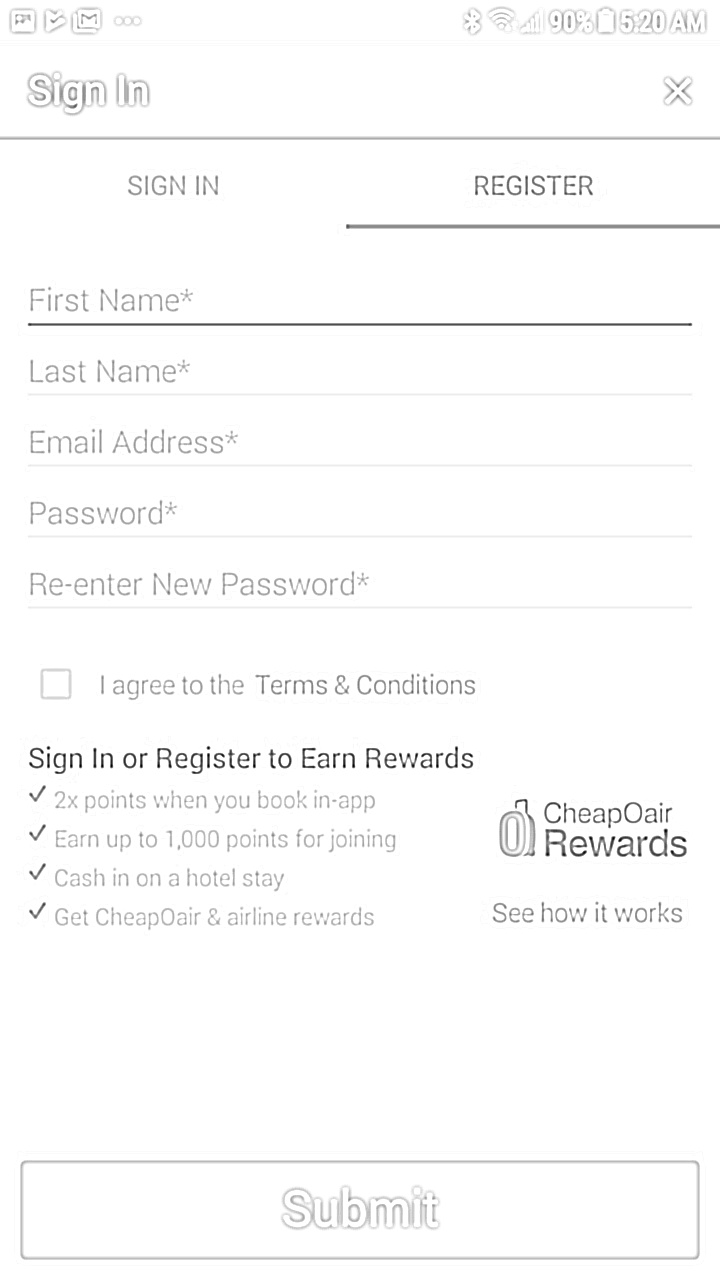 90% 5:20 AM
Sign In
SIGN IN REGISTER
First Name*
Last Name*
Email Address*
Password*
Re-enter New Password*
I agree to the Terms & Conditions
Sign In or Register to Earn Rewards
2x points when you book in-app
Earn up to 1,000 points for joining
Cash in on a hotel stay
Get CheapOair & airline rewards
CheapOair
Rewards
See how it works
Submit